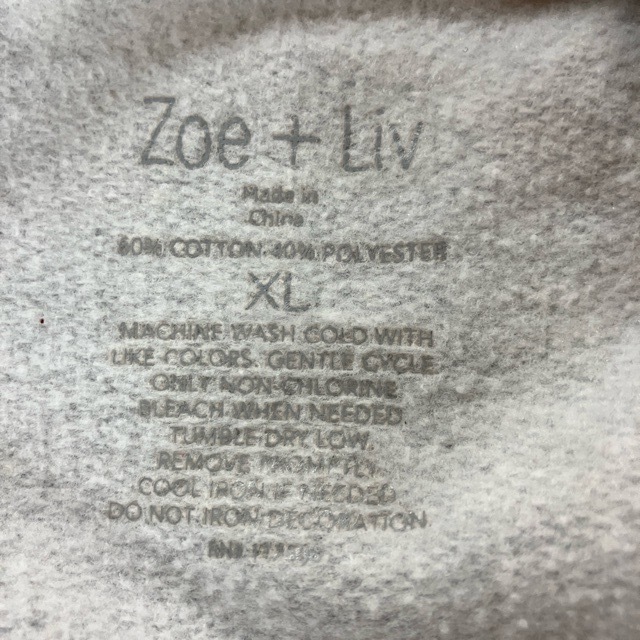 Zoe + Liv
Made in
China
60% COTTON 40% POLYESTER
XL
MACHINE WASH COLD WITH
LIKE COLORS, GENTLE CYCLE
ONLY NON-CHLORINE
BLEACH WHEN NEEDED
TUMBLE DRY LOW
REMOVE PROMPTLY
COOL IRON IF NEEDED
DO NOT IRON DECORATION